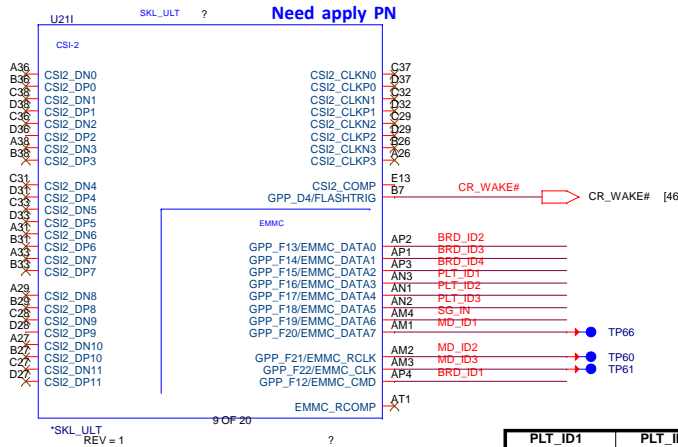 Need apply PN
U21I
SKL_ULT ?
CSI-2
A36 CSI2_DN0 CSI2_CLKN0 C37
B36 CSI2_DP0 CSI2_CLKP0 D37
C38 CSI2_DN1 CSI2_CLKN1 C32
D38 CSI2_DP1 CSI2_CLKP1 D32
C36 CSI2_DN2 CSI2_CLKN2 C29
D36 CSI2_DP2 CSI2_CLKP2 D29
A38 CSI2_DN3 CSI2_CLKN3 B26
B38 CSI2_DP3 CSI2_CLKP3 A26
C31 CSI2_DN4 CSI2_COMP E13
D31 CSI2_DP4 GPP_D4/FLASHTRIG B7 CR_WAKE# CR_WAKE# [46
C33 CSI2_DN5
D33 CSI2_DP5
A31 CSI2_DN6 EMMC
B31 CSI2_DP6 GPP_F13/EMMC_DATA0 AP2 BRD_ID2
A33 CSI2_DN7 GPP_F14/EMMC_DATA1 AP1 BRD_ID3
B33 CSI2_DP7 GPP_F15/EMMC_DATA2 AP3 BRD_ID4
GPP_F16/EMMC_DATA3 AN3 PLT_ID1
A29 CSI2_DN8 GPP_F17/EMMC_DATA4 AN1 PLT_ID2
B29 CSI2_DP8 GPP_F18/EMMC_DATA5 AN2 PLT_ID3
C28 CSI2_DN9 GPP_F19/EMMC_DATA6 AM4 SG_IN
D28 CSI2_DP9 GPP_F20/EMMC_DATA7 AM1 MD_ID1 TP66
A27 CSI2_DN10
B27 CSI2_DP10 GPP_F21/EMMC_RCLK AM2 MD_ID2 TP60
C27 CSI2_DN11 GPP_F22/EMMC_CLK AM3 MD_ID3 TP61
D27 CSI2_DP11 GPP_F12/EMMC_CMD AP4 BRD_ID1
EMMC_RCOMP AT1
9 OF 20
*SKL_ULT
REV = 1 ?
PLT_ID1